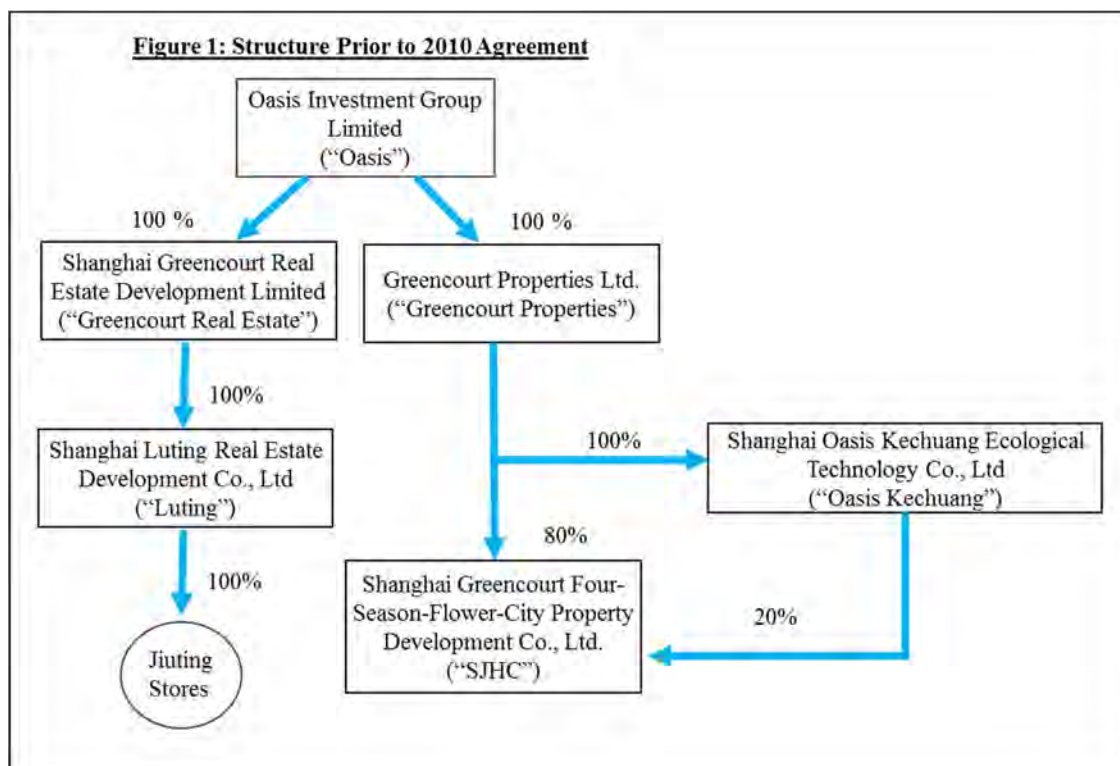 Figure 1: Structure Prior to 2010 Agreement
Oasis Investment Group
Limited
(“Oasis”)
100 %
100 %
Shanghai Greencourt Real
Estate Development Limited
(“Greencourt Real Estate”)
Greencourt Properties Ltd.
(“Greencourt Properties”)
100%
Shanghai Luting Real Estate
Development Co., Ltd
(“Luting”)
100%
Shanghai Oasis Kechuang Ecological
Technology Co., Ltd
(“Oasis Kechuang”)
100%
80%
Shanghai Greencourt Four-
Season-Flower-City Property
Development Co., Ltd.
(“SJHC”)
20%
Jiuting
Stores